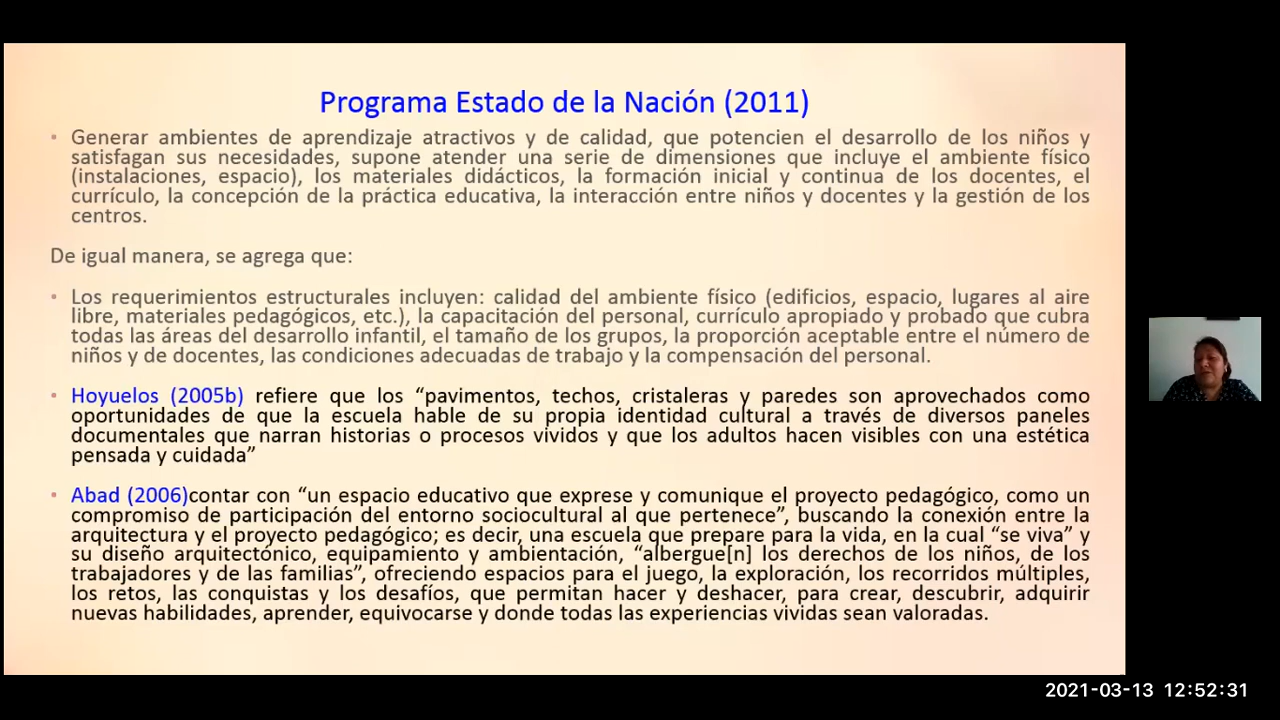 Programa Estado de la Nación (2011)
• Generar ambientes de aprendizaje atractivos y de calidad, que potencien el desarrollo de los niños y
satisfagan sus necesidades, supone atender una serie de dimensiones que incluye el ambiente físico
(instalaciones, espacio), los materiales didácticos, la formación inicial y continua de los docentes, el
currículo, la concepción de la práctica educativa, la interacción entre niños y docentes y la gestión de los
centros.
De igual manera, se agrega que:
• Los requerimientos estructurales incluyen: calidad del ambiente físico (edificios, espacio, lugares al aire
libre, materiales pedagógicos, etc.), la capacitación del personal, currículo apropiado y probado que cubra
todas las áreas del desarrollo infantil, el tamaño de los grupos, la proporción aceptable entre el número de
niños y de docentes, las condiciones adecuadas de trabajo y la compensación del personal.
• Hoyuelos (2005b) refiere que los “pavimentos, techos, cristaleras y paredes son aprovechados como
oportunidades de que la escuela hable de su propia identidad cultural a través de diversos paneles
documentales que narran historias o procesos vividos y que los adultos hacen visibles con una estética
pensada y cuidada”
• Abad (2006)contar con “un espacio educativo que exprese y comunique el proyecto pedagógico, como un
compromiso de participación del entorno sociocultural al que pertenece”, buscando la conexión entre la
arquitectura y el proyecto pedagógico; es decir, una escuela que prepare para la vida, en la cual “se viva” y
su diseño arquitectónico, equipamiento y ambientación, “albergue[n] los derechos de los niños, de los
trabajadores y de las familias”, ofreciendo espacios para el juego, la exploración, los recorridos múltiples,
los retos, las conquistas y los desafíos, que permitan hacer y deshacer, para crear, descubrir, adquirir
nuevas habilidades, aprender, equivocarse y donde todas las experiencias vividas sean valoradas.
2021-03-13 12:52:31